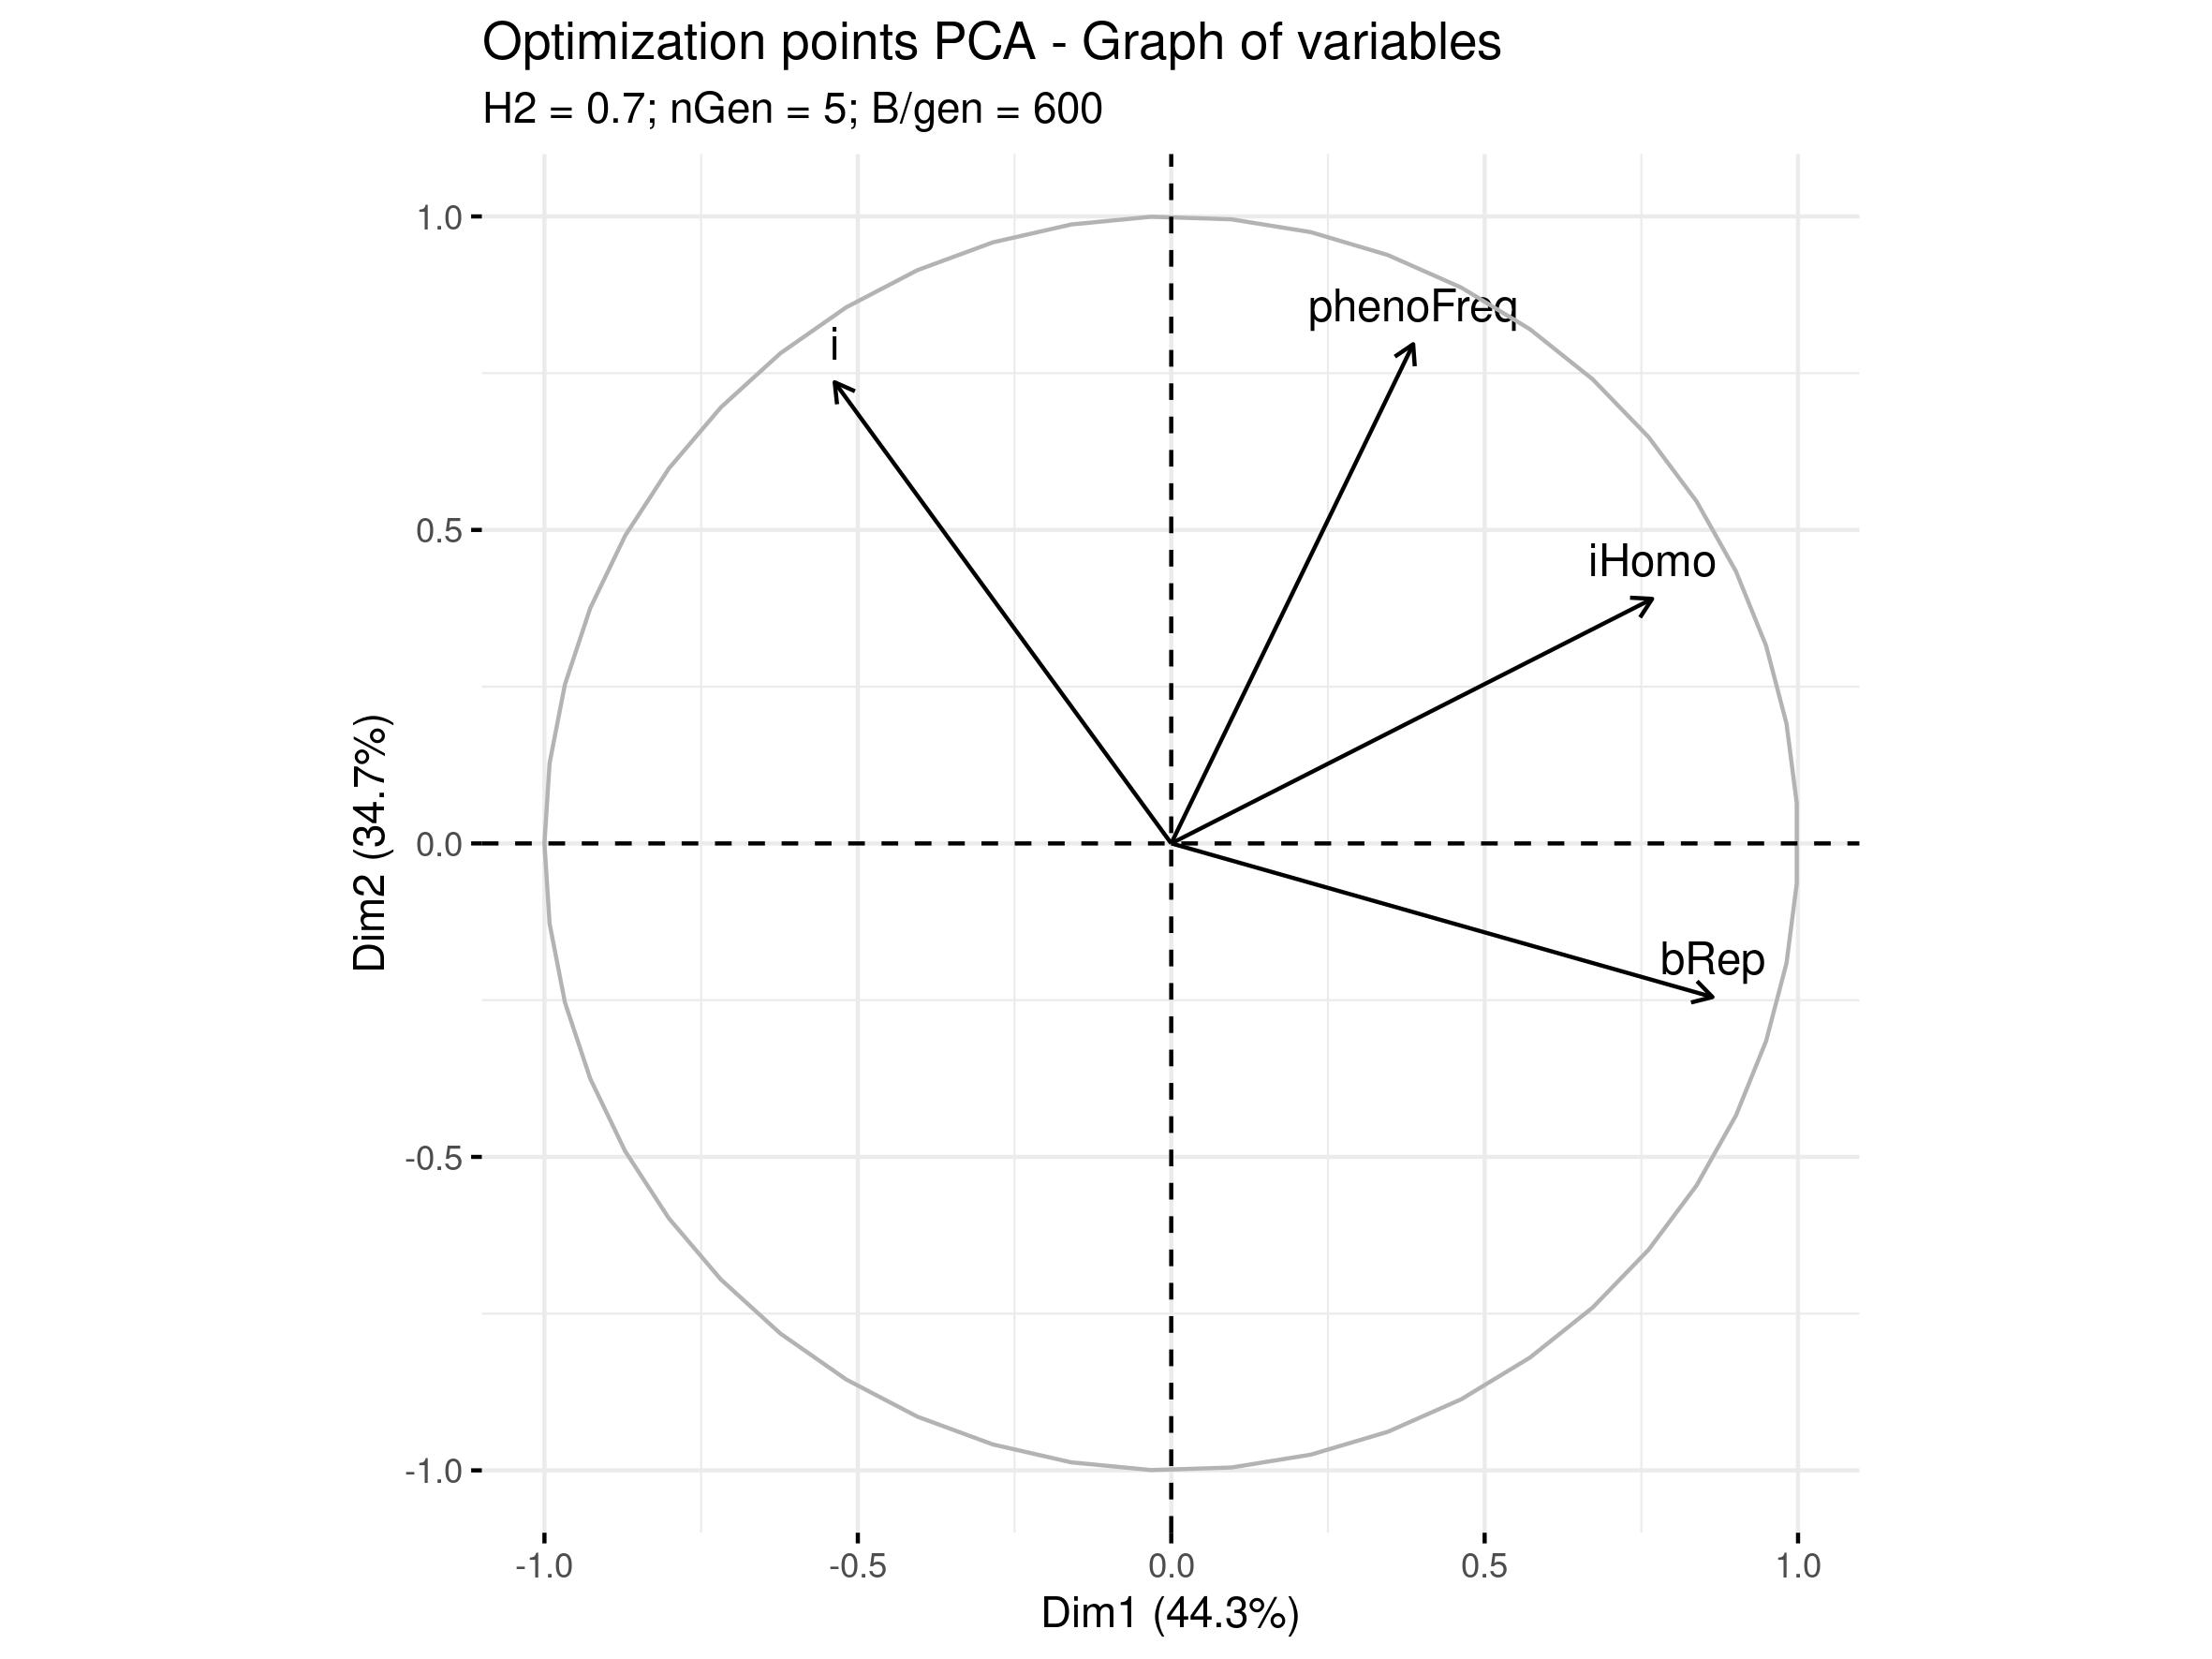 Optimization points PCA - Graph of variables
H2 = 0.7; nGen = 5; B/gen = 600
1.0
0.5
0.0
-0.5
-1.0
Dim2 (34.7%)
phenoFreq
i
iHomo
bRep
-1.0
-0.5
0.0
0.5
1.0
Dim1 (44.3%)